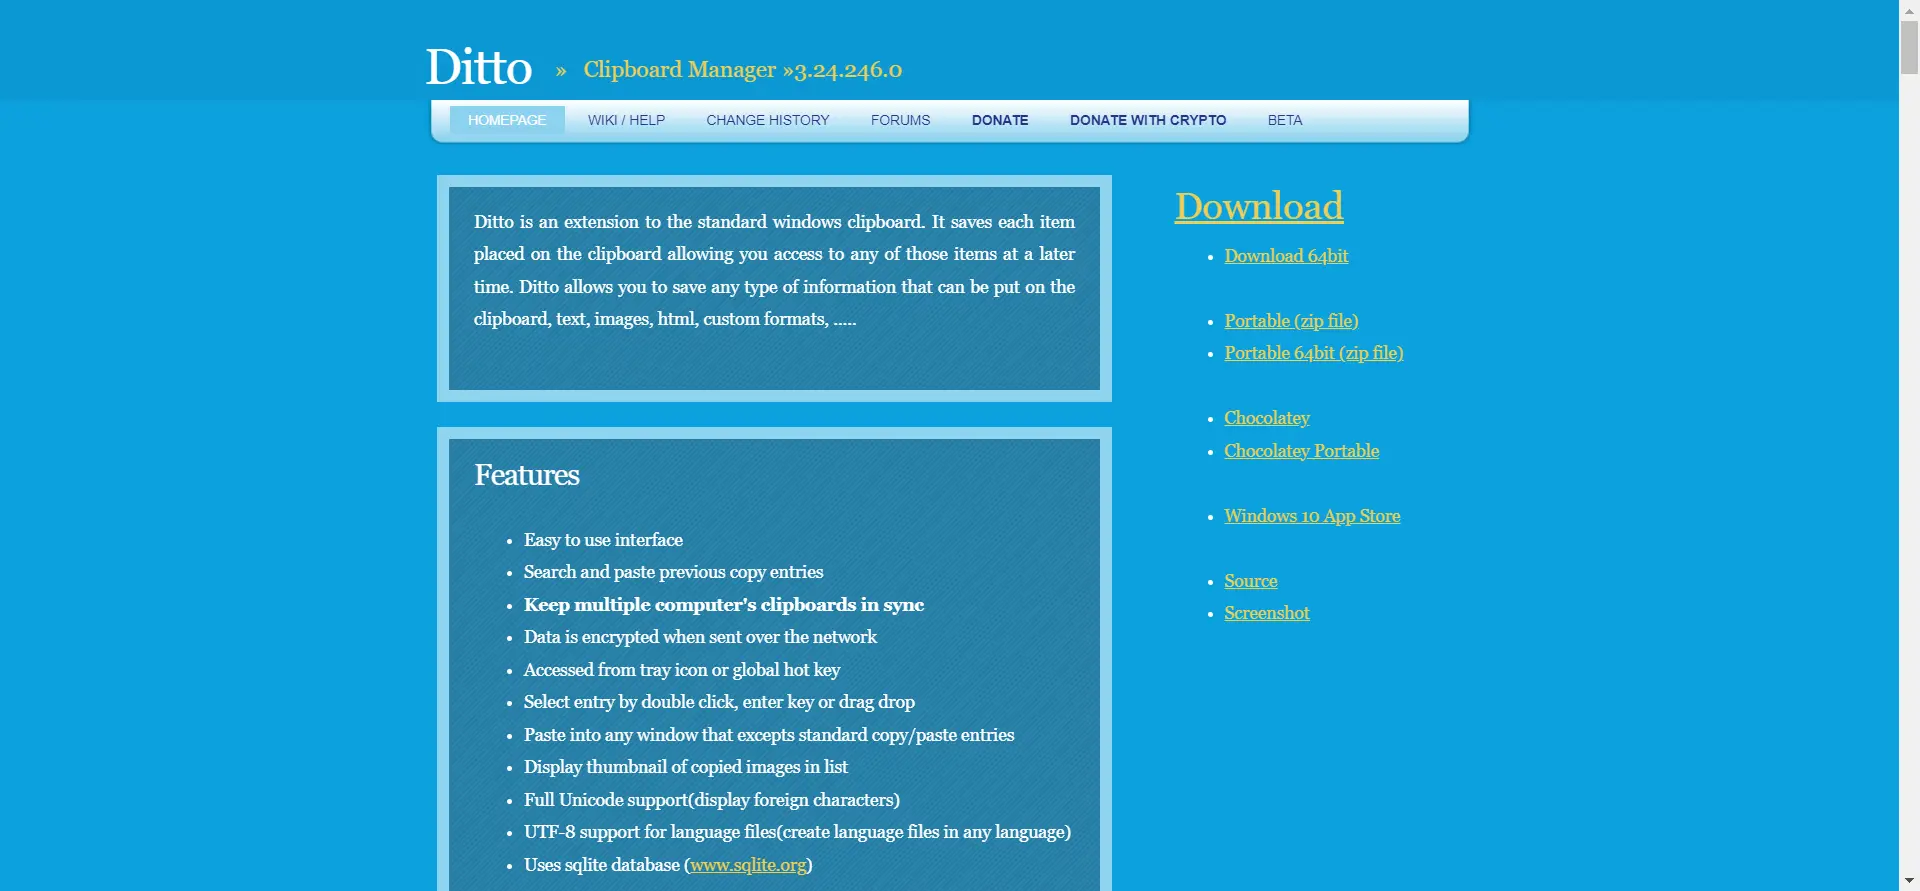 Ditto » Clipboard Manager »3.24.246.0
HOMEPAGE WIKI / HELP CHANGE HISTORY FORUMS DONATE DONATE WITH CRYPTO BETA
Ditto is an extension to the standard windows clipboard. It saves each item
placed on the clipboard allowing you access to any of those items at a later
time. Ditto allows you to save any type of information that can be put on the
clipboard, text, images, html, custom formats, .....
Features
• Easy to use interface
• Search and paste previous copy entries
• Keep multiple computer's clipboards in sync
• Data is encrypted when sent over the network
• Accessed from tray icon or global hot key
• Select entry by double click, enter key or drag drop
• Paste into any window that excepts standard copy/paste entries
• Display thumbnail of copied images in list
• Full Unicode support(display foreign characters)
• UTF-8 support for language files(create language files in any language)
• Uses sqlite database (www.sqlite.org)
Download
• Download 64bit
• Portable (zip file)
• Portable 64bit (zip file)
• Chocolatey
• Chocolatey Portable
• Windows 10 App Store
• Source
• Screenshot